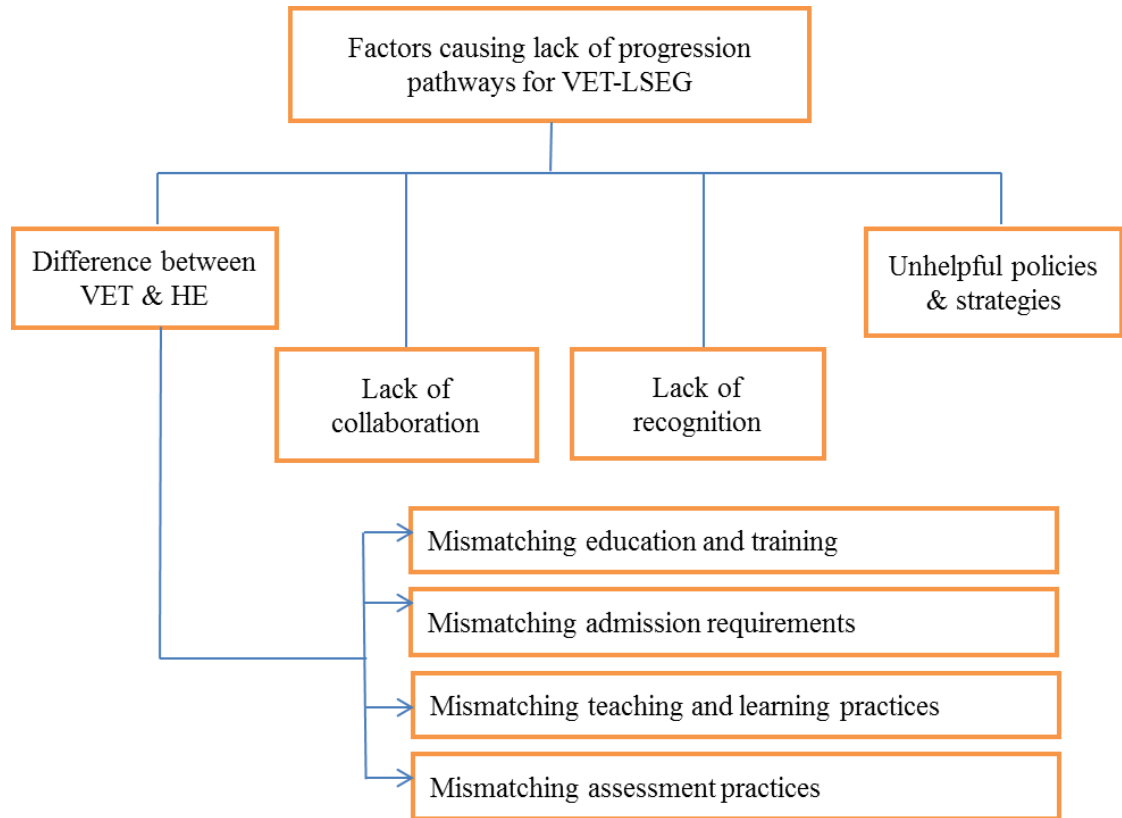 Factors causing lack of progression
pathways for VET-LSEG
Difference between
VET & HE
Lack of
collaboration
Lack of
recognition
Unhelpful policies
& strategies
Mismatching education and training
Mismatching admission requirements
Mismatching teaching and learning practices
Mismatching assessment practices